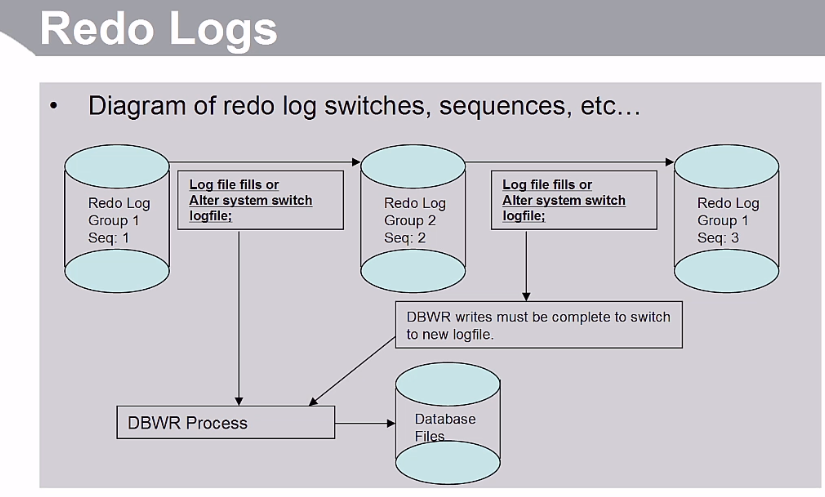 Redo Logs
• Diagram of redo log switches, sequences, etc…
Redo Log
Group 1
Seq: 1
Log file fills or
Alter system switch
logfile;
Redo Log
Group 2
Seq: 2
Log file fills or
Alter system switch
logfile;
Redo Log
Group 1
Seq: 3
DBWR writes must be complete to switch
to new logfile.
DBWR Process
Database
Files